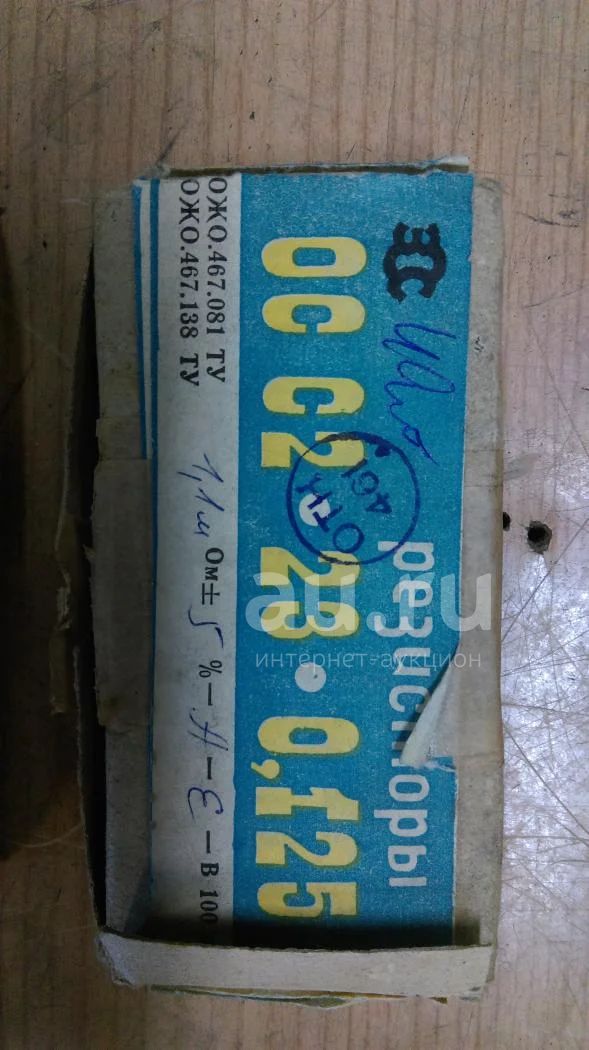 резисторы
ОС С2 • 23 • 0,125
1,1м Ом ± 5 % — А — Е — В 100
ОЖО.467.081 ТУ
ОЖО.467.138 ТУ
ОТК
461
au.ru
интернет-аукцион